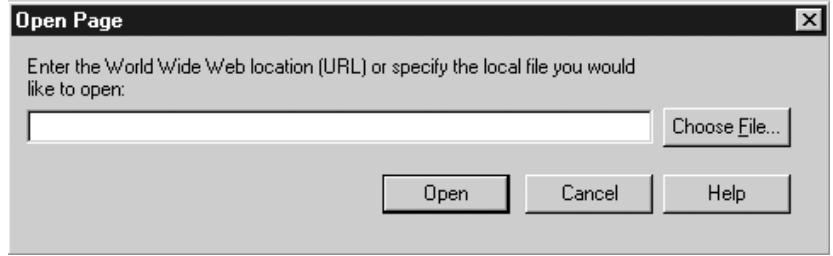 Open Page
Enter the World Wide Web location (URL) or specify the local file you would
like to open:
Choose File...
Open Cancel Help